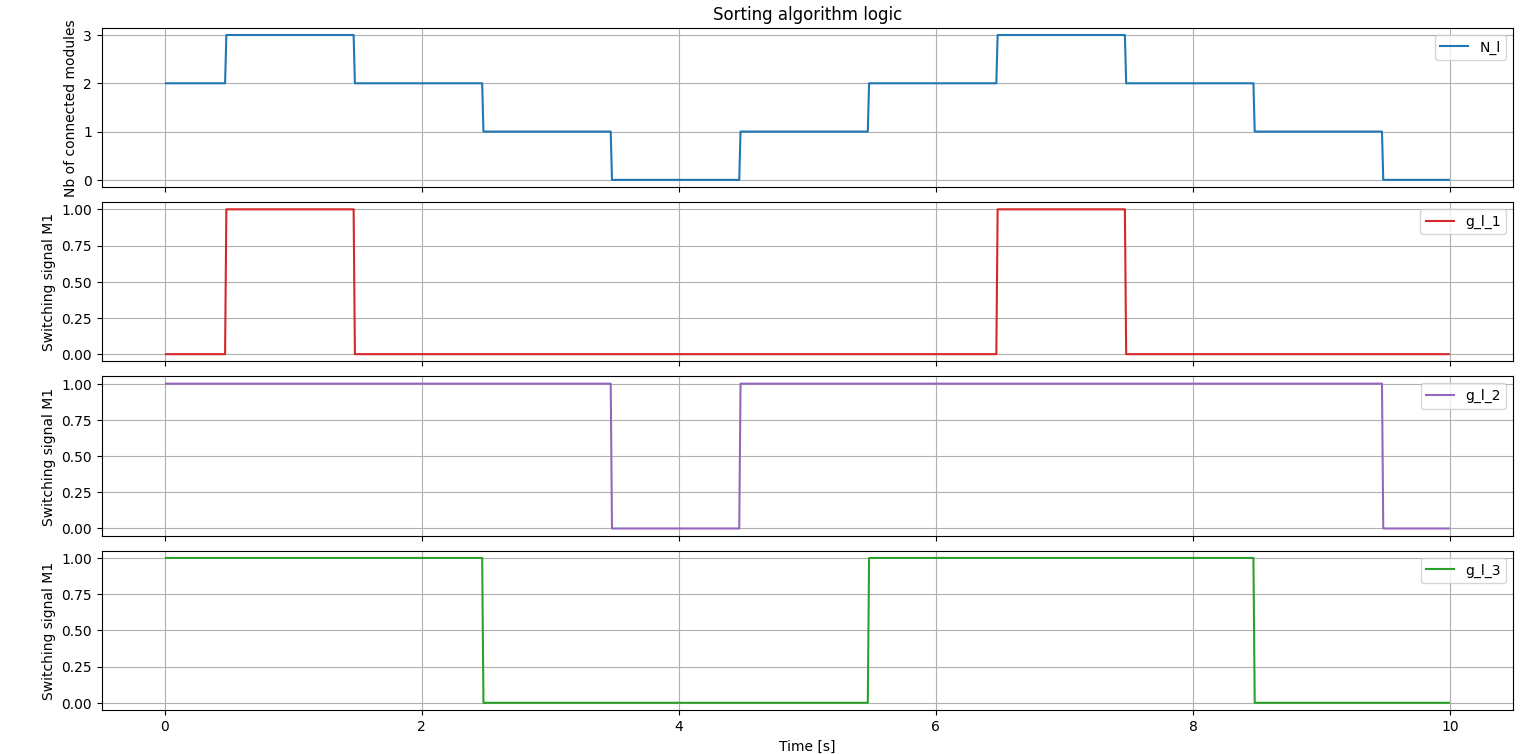 Sorting algorithm logic
Nb of connected modules
3
2
1
0
N_l
Switching signal M1
1.00
0.75
0.50
0.25
0.00
g_l_1
Switching signal M1
1.00
0.75
0.50
0.25
0.00
g_l_2
Switching signal M1
1.00
0.75
0.50
0.25
0.00
g_l_3
0 2 4 6 8 10
Time [s]